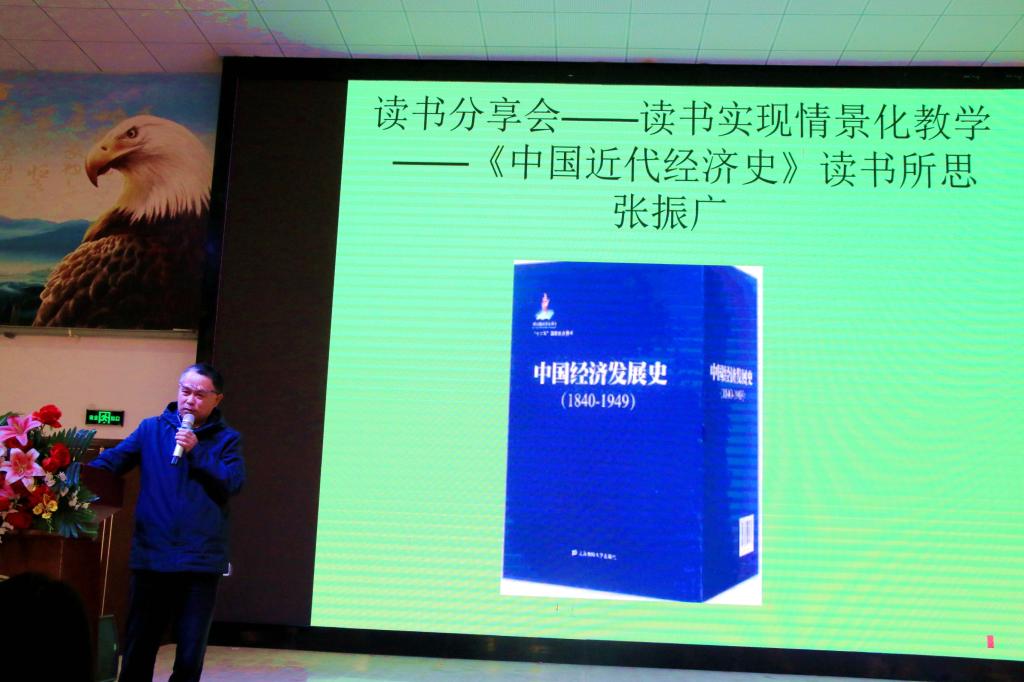 读书分享会——读书实现情景化教学
——《中国近代经济史》读书所思
张振广
中国经济发展史
(1840-1949)
中国经济发展史
(1840-1949)